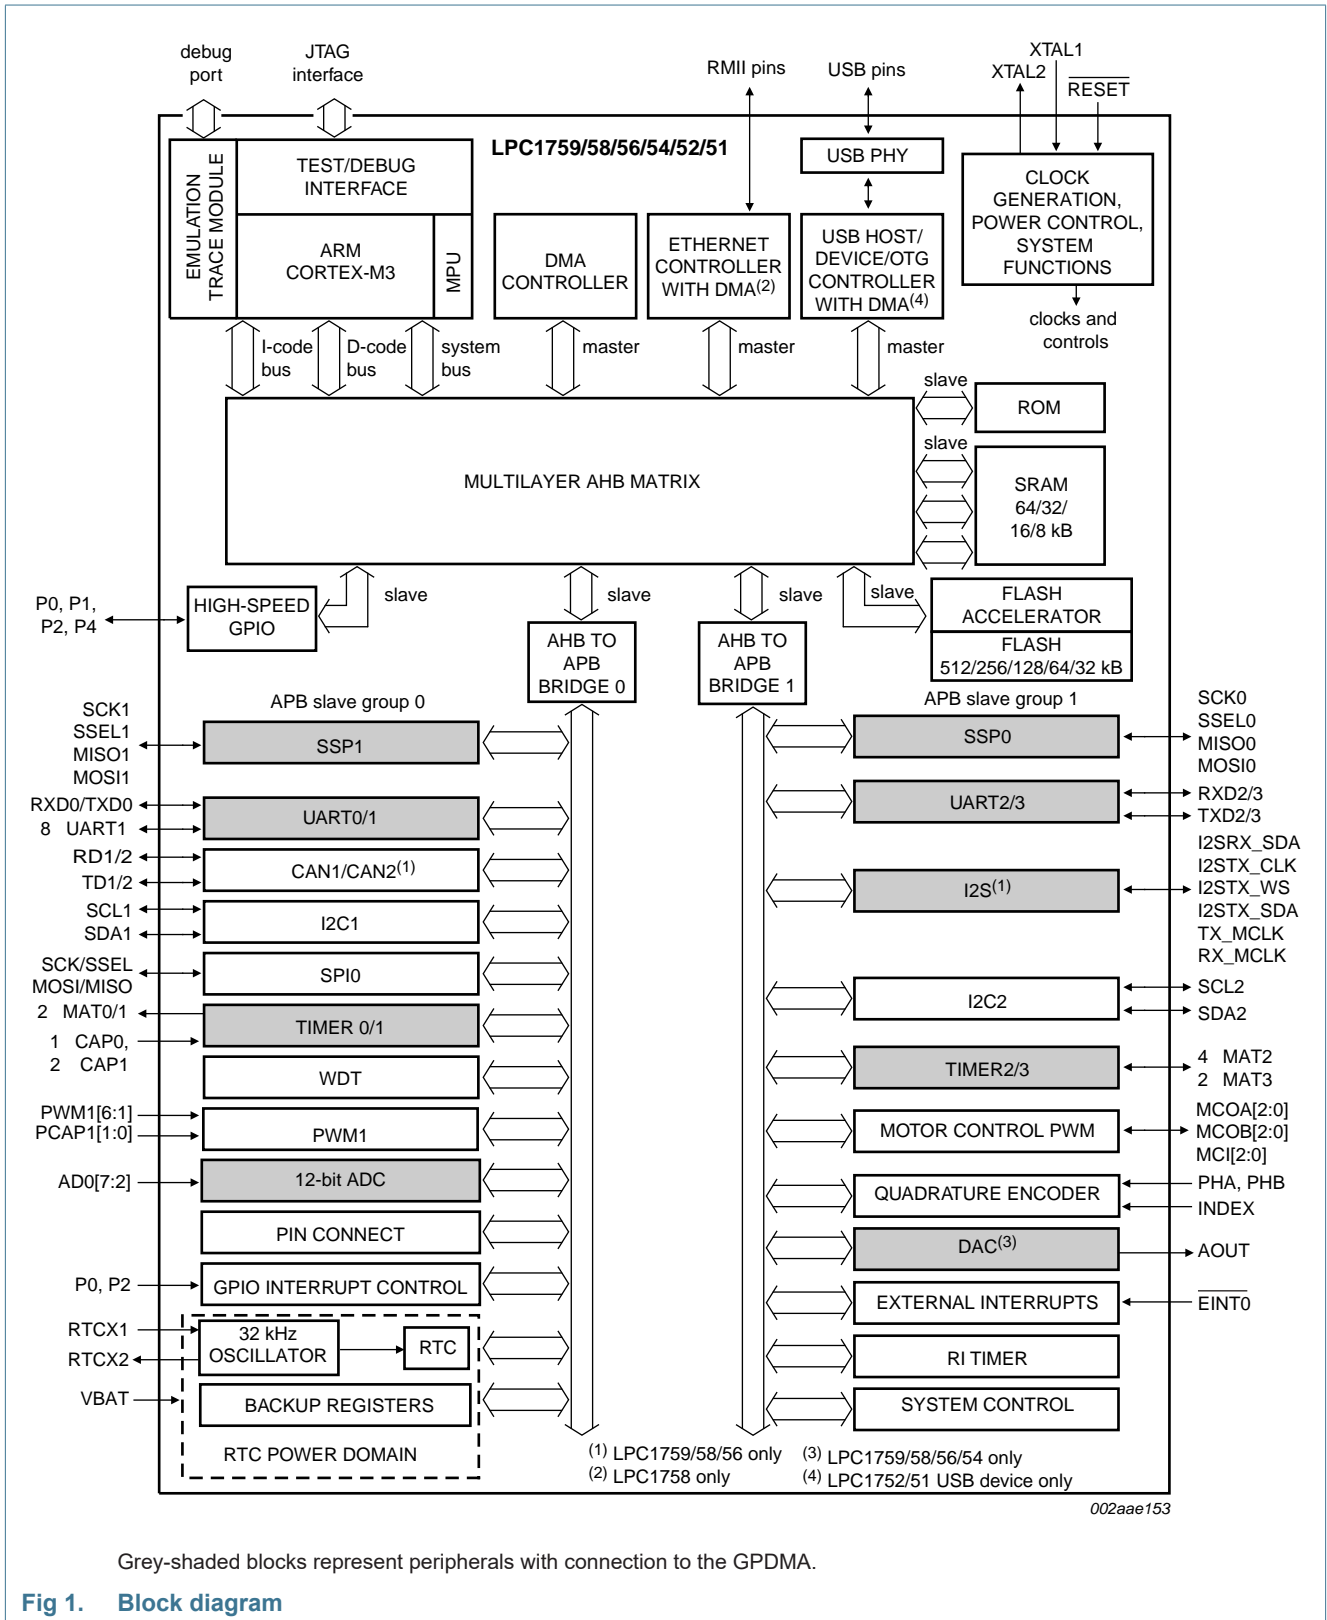 debug
port
JTAG
interface
RMII pins
USB pins
XTAL1
XTAL2
RESET
LPC1759/58/56/54/52/51
EMULATION
TRACE MODULE
TEST/DEBUG
INTERFACE
ARM
CORTEX-M3
MPU
DMA
CONTROLLER
ETHERNET
CONTROLLER
WITH DMA(2)
USB PHY
USB HOST/
DEVICE/OTG
CONTROLLER
WITH DMA(4)
CLOCK
GENERATION,
POWER CONTROL,
SYSTEM
FUNCTIONS
clocks and
controls
I-code
bus
D-code
bus
system
bus
master
master
master
MULTILAYER AHB MATRIX
slave
ROM
slave
SRAM
64/32/
16/8 kB
P0, P1,
P2, P4
HIGH-SPEED
GPIO
slave
slave
slave
slave
AHB TO
APB
BRIDGE 0
AHB TO
APB
BRIDGE 1
FLASH
ACCELERATOR
FLASH
512/256/128/64/32 kB
APB slave group 0
SCK1
SSEL1
MISO1
MOSI1
SSP1
RXD0/TXD0
8 UART1
UART0/1
RD1/2
TD1/2
CAN1/CAN2(1)
SCL1
SDA1
I2C1
SCK/SSEL
MOSI/MISO
SPI0
2 MAT0/1
1 CAP0,
2 CAP1
TIMER 0/1
WDT
PWM1[6:1]
PCAP1[1:0]
PWM1
AD0[7:2]
12-bit ADC
PIN CONNECT
P0, P2
GPIO INTERRUPT CONTROL
RTCX1
RTCX2
32 kHz
OSCILLATOR
RTC
VBAT
BACKUP REGISTERS
RTC POWER DOMAIN
APB slave group 1
SSP0
SCK0
SSEL0
MISO0
MOSI0
UART2/3
RXD2/3
TXD2/3
I2S(1)
I2SRX_SDA
I2STX_CLK
I2STX_WS
I2STX_SDA
TX_MCLK
RX_MCLK
I2C2
SCL2
SDA2
TIMER2/3
4 MAT2
2 MAT3
MOTOR CONTROL PWM
MCOA[2:0]
MCOB[2:0]
MCI[2:0]
QUADRATURE ENCODER
PHA, PHB
INDEX
DAC(3)
AOUT
EXTERNAL INTERRUPTS
EINT0
RI TIMER
SYSTEM CONTROL
(1) LPC1759/58/56 only
(2) LPC1758 only
(3) LPC1759/58/56/54 only
(4) LPC1752/51 USB device only
002aae153
Grey-shaded blocks represent peripherals with connection to the GPDMA.
Fig 1. Block diagram